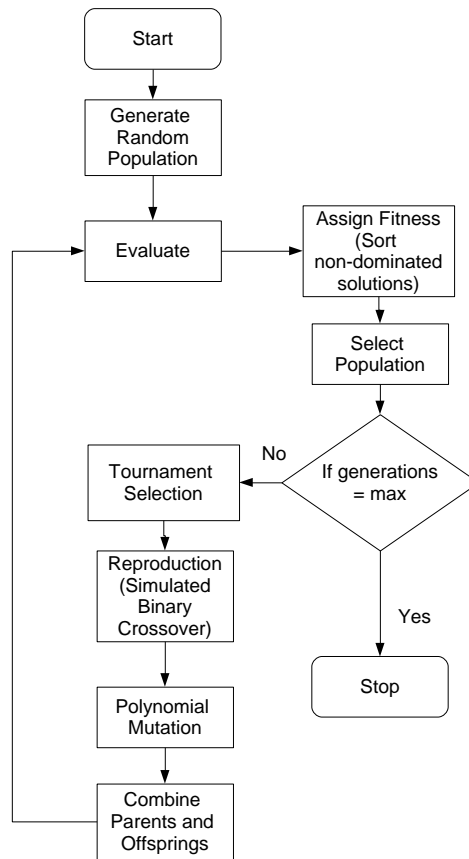 Start
Generate
Random
Population
Evaluate
Assign Fitness
(Sort
non-dominated
solutions)
Select
Population
If generations
= max
No
Yes
Stop
Tournament
Selection
Reproduction
(Simulated
Binary
Crossover)
Polynomial
Mutation
Combine
Parents and
Offsprings